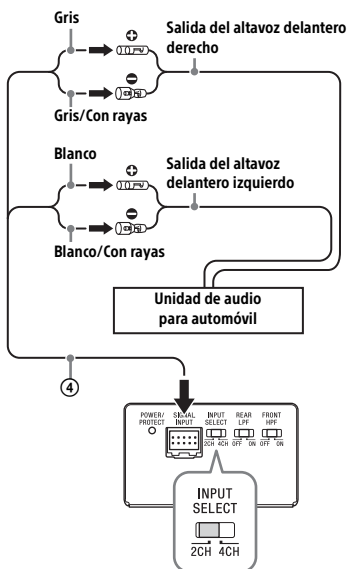 Gris
Salida del altavoz delantero
derecho
Gris/Con rayas
Blanco
Salida del altavoz
delantero izquierdo
Blanco/Con rayas
Unidad de audio
para automóvil
④
POWER/
PROTECT
SIGNAL
INPUT
INPUT
SELECT
REAR
LPF
FRONT
HPF
2CH 4CH OFF ON OFF ON
INPUT
SELECT
2CH 4CH